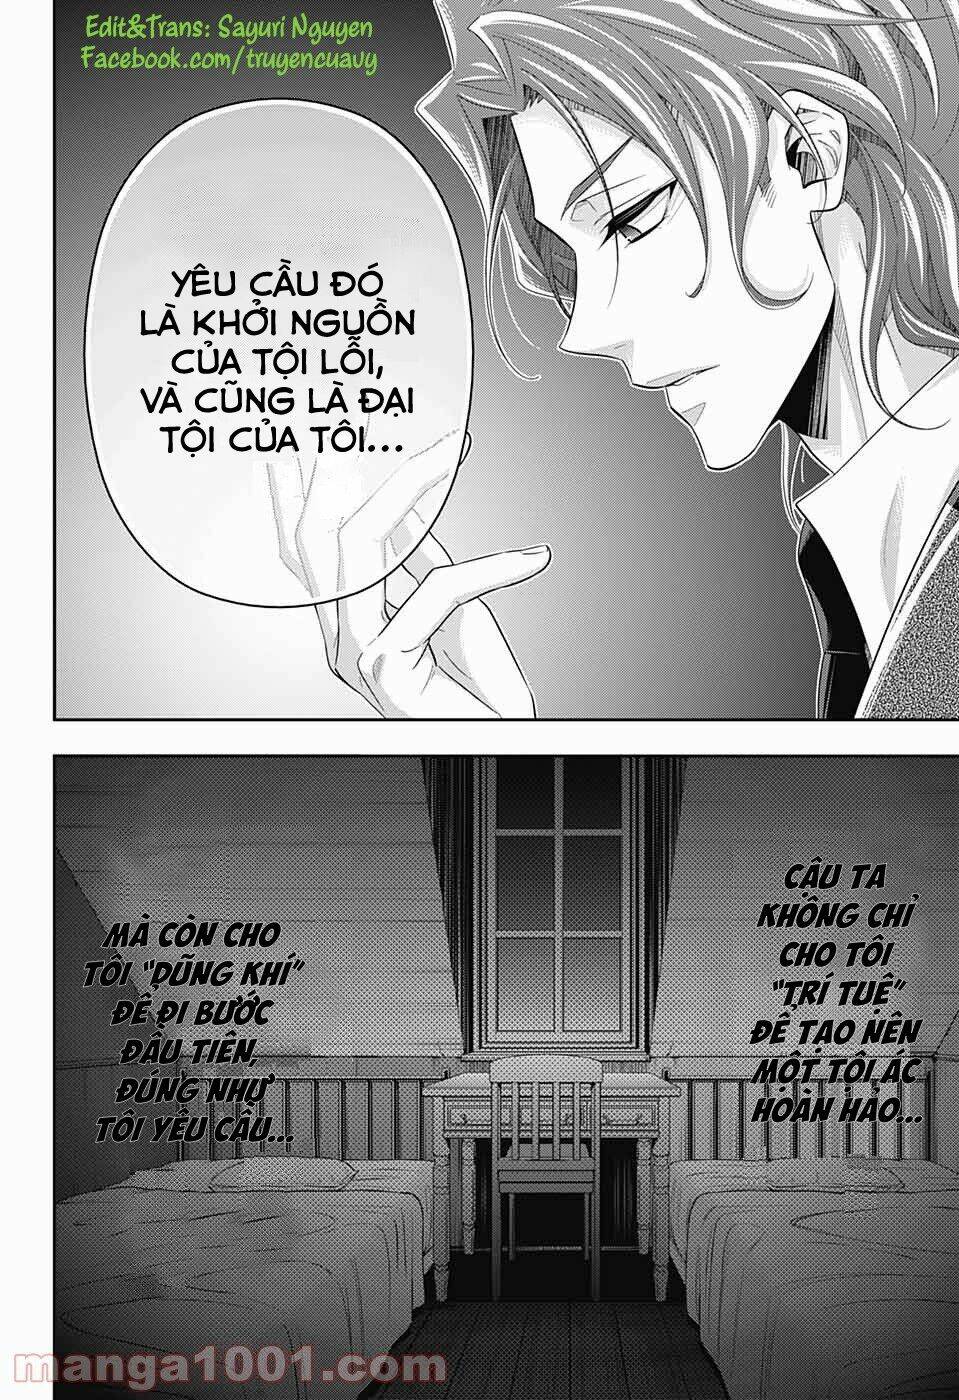 Edit&Trans: Sayuri Nguyen
Facebook.com/truyencuavy
YÊU CẦU ĐÓ
LÀ KHỞI NGUỒN
CỦA TỘI LỖI,
VÀ CŨNG LÀ ĐẠI
TỘI CỦA TÔI...
CẬU TA
KHÔNG CHỈ
CHO TÔI
"TRÍ TUỆ"
ĐỂ TẠO NÊN
MỘT TỘI ÁC
HOÀN HẢO...
MÀ CÒN CHO
TÔI "DŨNG KHÍ"
ĐỂ ĐI BƯỚC
ĐẦU TIÊN,
ĐÚNG NHƯ
TÔI YÊU CẦU...
manga1001.com